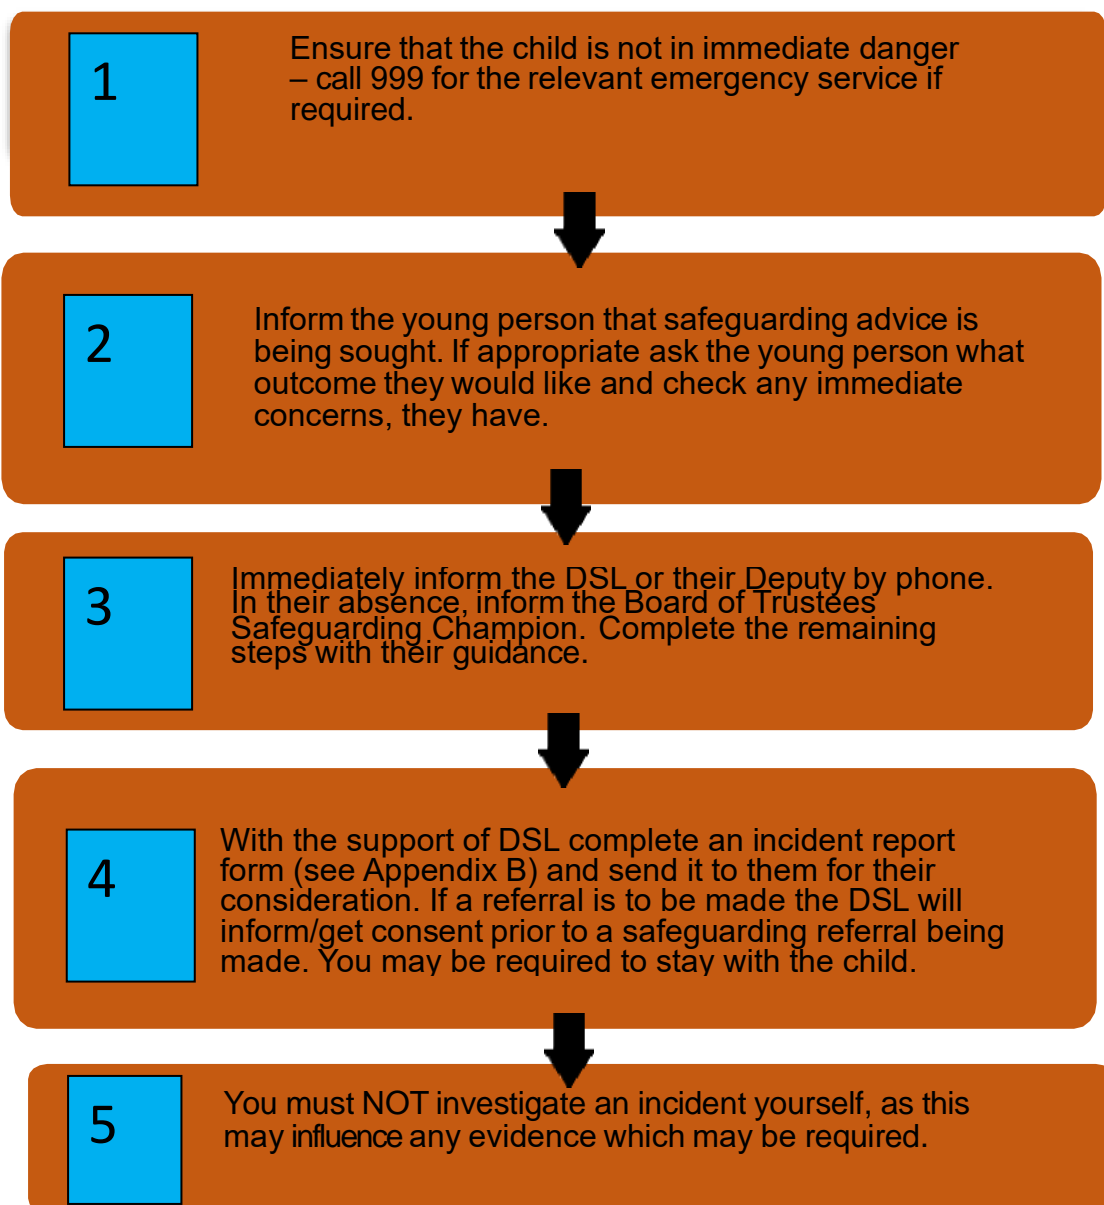 1
Ensure that the child is not in immediate danger
– call 999 for the relevant emergency service if
required.
2
Inform the young person that safeguarding advice is
being sought. If appropriate ask the young person what
outcome they would like and check any immediate
concerns, they have.
3
Immediately inform the DSL or their Deputy by phone.
In their absence, inform the Board of Trustees
Safeguarding Champion. Complete the remaining
steps with their guidance.
4
With the support of DSL complete an incident report
form (see Appendix B) and send it to them for their
consideration. If a referral is to be made the DSL will
inform/get consent prior to a safeguarding referral being
made. You may be required to stay with the child.
5
You must NOT investigate an incident yourself, as this
may influence any evidence which may be required.